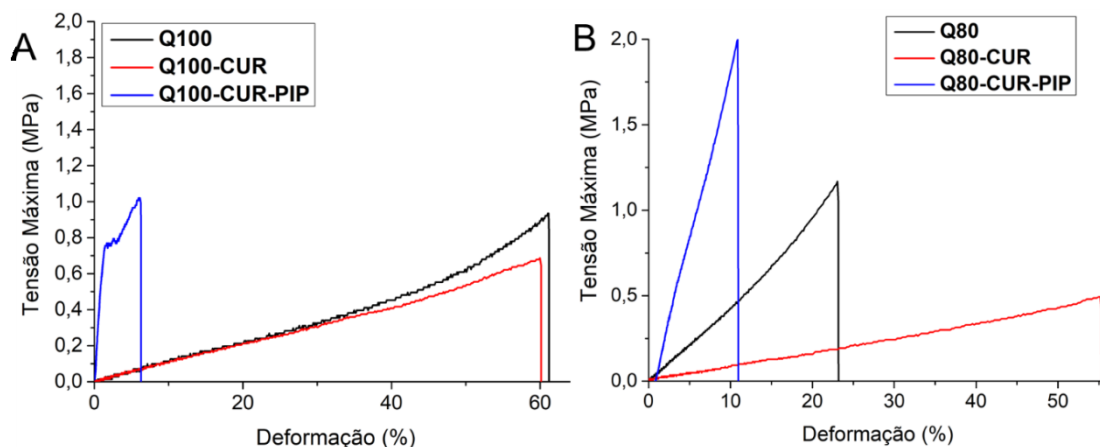 A
Q100
Q100-CUR
Q100-CUR-PIP
Tensão Máxima (MPa)
2,0
1,8
1,6
1,4
1,2
1,0
0,8
0,6
0,4
0,2
0,0
0 20 40 60
Deformação (%)
B
Q80
Q80-CUR
Q80-CUR-PIP
Tensão Máxima (MPa)
2,0
1,5
1,0
0,5
0,0
0 10 20 30 40 50
Deformação (%)